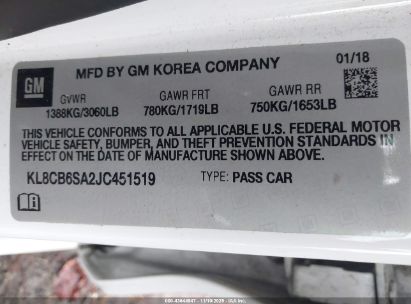 GM
MFD BY GM KOREA COMPANY
01/18
GVWR
GAWR FRT
GAWR RR
1388KG/3060LB
780KG/1719LB
750KG/1653LB
THIS VEHICLE CONFORMS TO ALL APPLICABLE U.S. FEDERAL MOTOR
VEHICLE SAFETY, BUMPER, AND THEFT PREVENTION STANDARDS IN
EFFECT ON THE DATE OF MANUFACTURE SHOWN ABOVE.
KL8CB6SA2JC451519
TYPE: PASS CAR